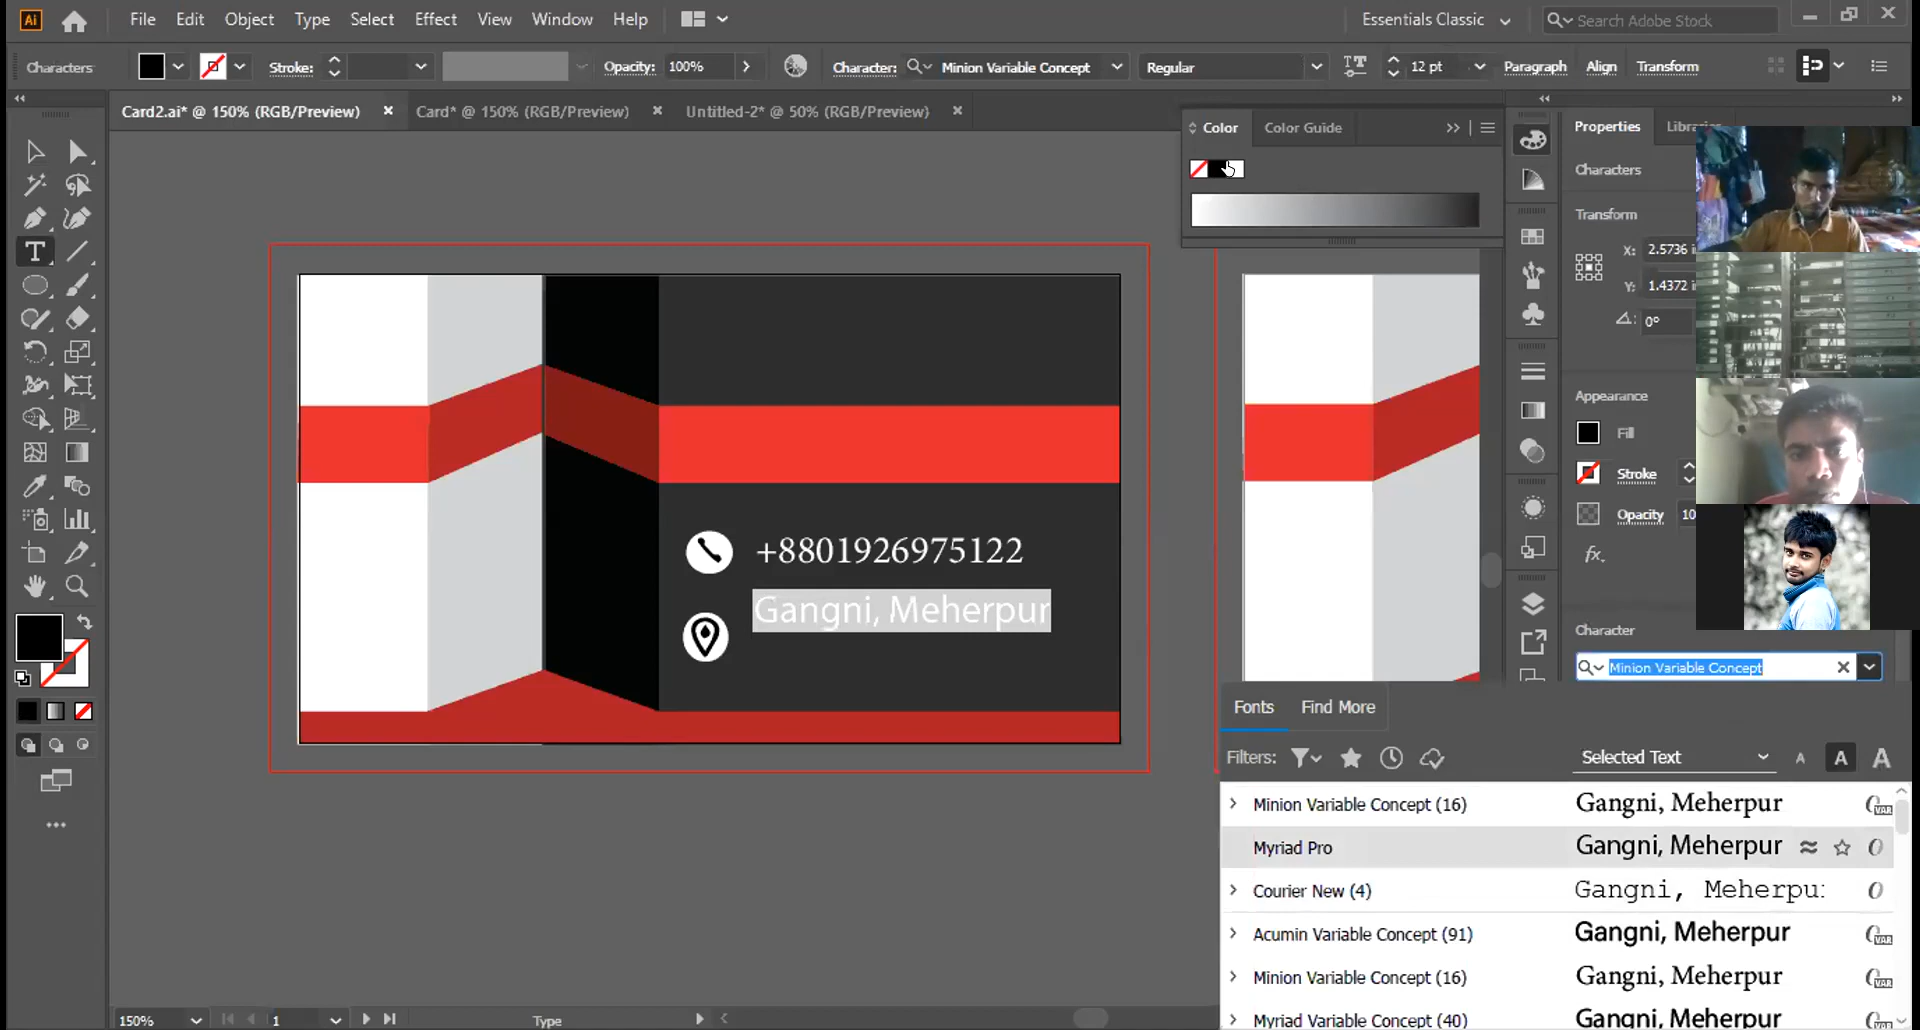 Ai File Edit Object Type Select Effect View Window Help Essentials Classic Search Adobe Stock
Characters Stroke: Opacity: 100% Character: Minion Variable Concept Regular 12 pt Paragraph Align Transform
Card2.ai* @ 150% (RGB/Preview) Card* @ 150% (RGB/Preview) Untitled-2* @ 50% (RGB/Preview)
Color Color Guide
Properties
Characters
Transform
X: 2.5736
Y: 1.4372
0°
Appearance
Fill
Stroke
Opacity
fx.
+8801926975122
Gangni, Meherpur
Character
Minion Variable Concept
Fonts Find More
Filters: Selected Text A A A
Minion Variable Concept (16) Gangni, Meherpur
Myriad Pro Gangni, Meherpur
Courier New (4) Gangni,
Acumin Variable Concept (91) Gangni, Meherpur
Minion Variable Concept (16) Gangni, Meherpur
Myriad Variable Concept (40) Gangni, Meherpur
150% 1 Type